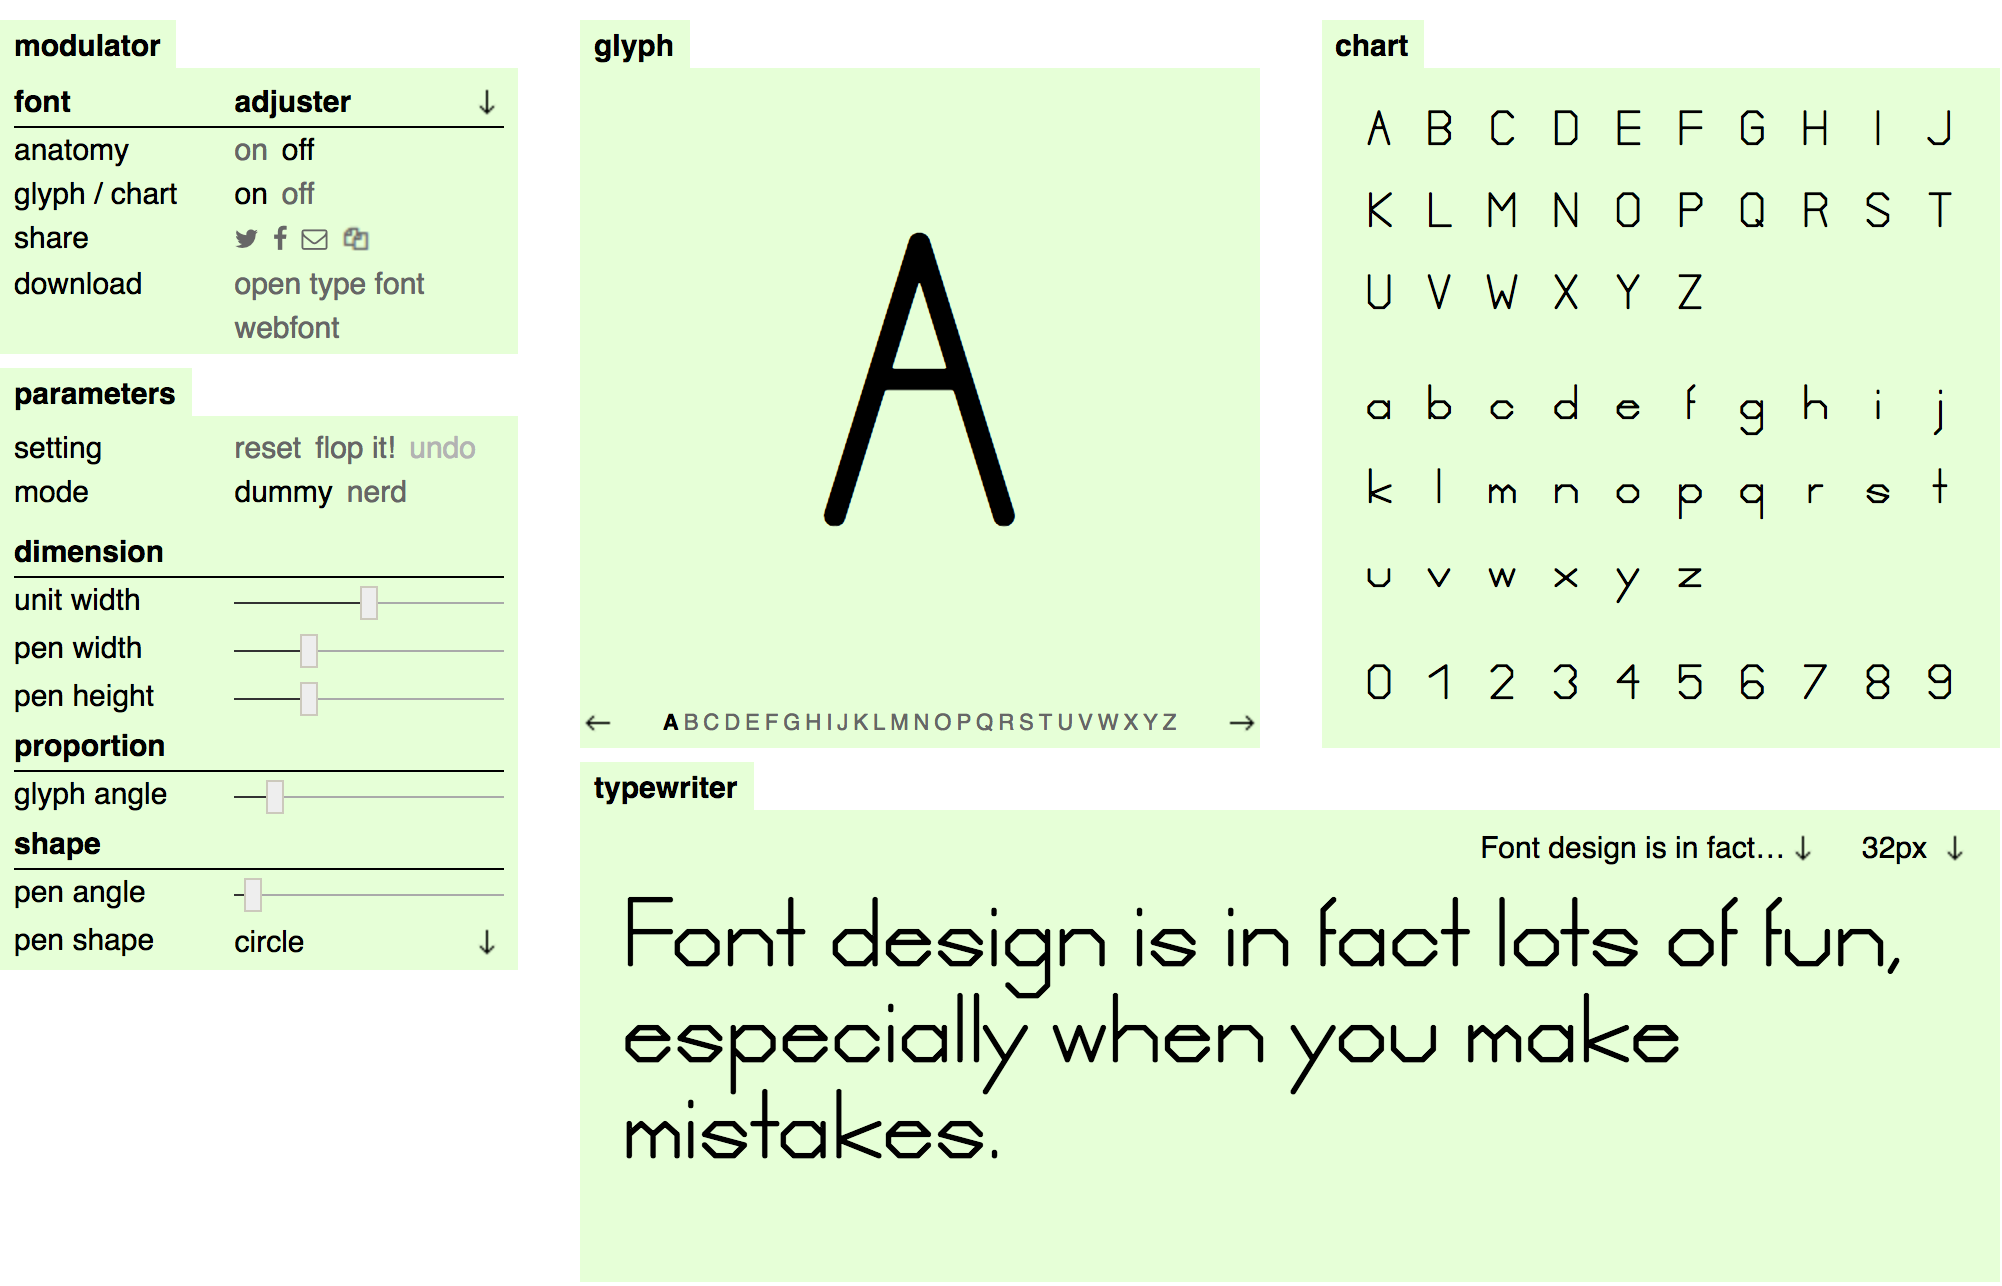 modulator
font adjuster ↓
anatomy on off
glyph / chart on off
share
download open type font
webfont
parameters
setting reset flop it! undo
mode dummy nerd
dimension
unit width
pen width
pen height
proportion
glyph angle
shape
pen angle
pen shape circle ↓
glyph
A
← ABCDEFGHIJKLMNOPQRSTUVWXYZ →
chart
A B C D E F G H I J
K L M N O P Q R S T
U V W X Y Z
a b c d e f g h i j
k l m n o p q r s t
u v w x y z
0 1 2 3 4 5 6 7 8 9
typewriter
Font design is in fact... ↓ 32px ↓
Font design is in fact lots of fun,
especially when you make
mistakes.